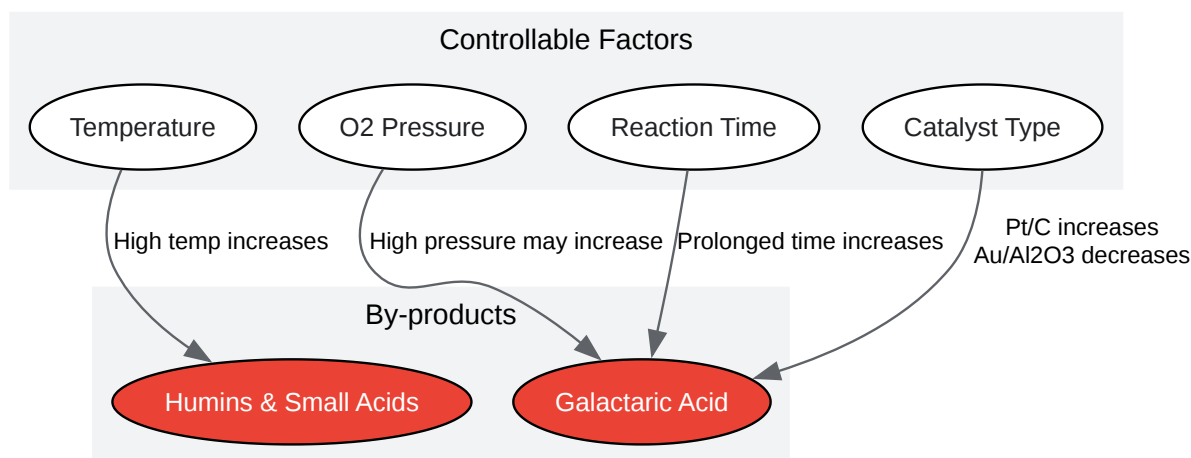 Controllable Factors
Temperature
O2 Pressure
Reaction Time
Catalyst Type
High temp increases
High pressure may increase
Prolonged time increases
Pt/C increases
Au/Al2O3 decreases
By-products
Humins & Small Acids
Galactaric Acid